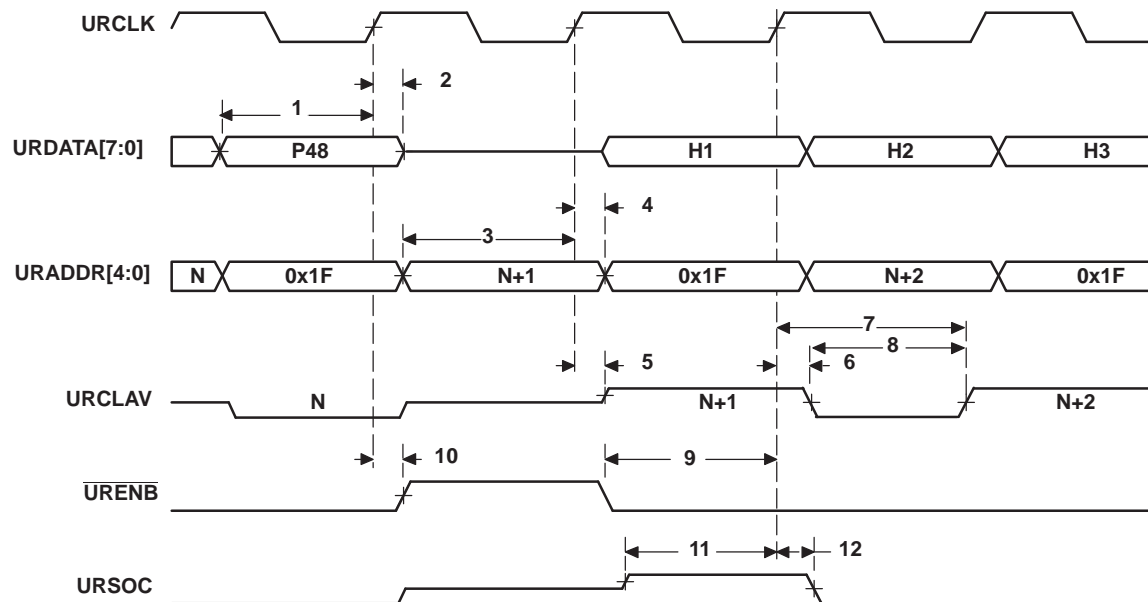 URCLK
2
1
URDATA[7:0] P48 H1 H2 H3
4
3
URADDR[4:0] N 0x1F N+1 0x1F N+2 0x1F
7
8
5 6
URCLAV N N+1 N+2
10 9
URENB
11 12
URSOC